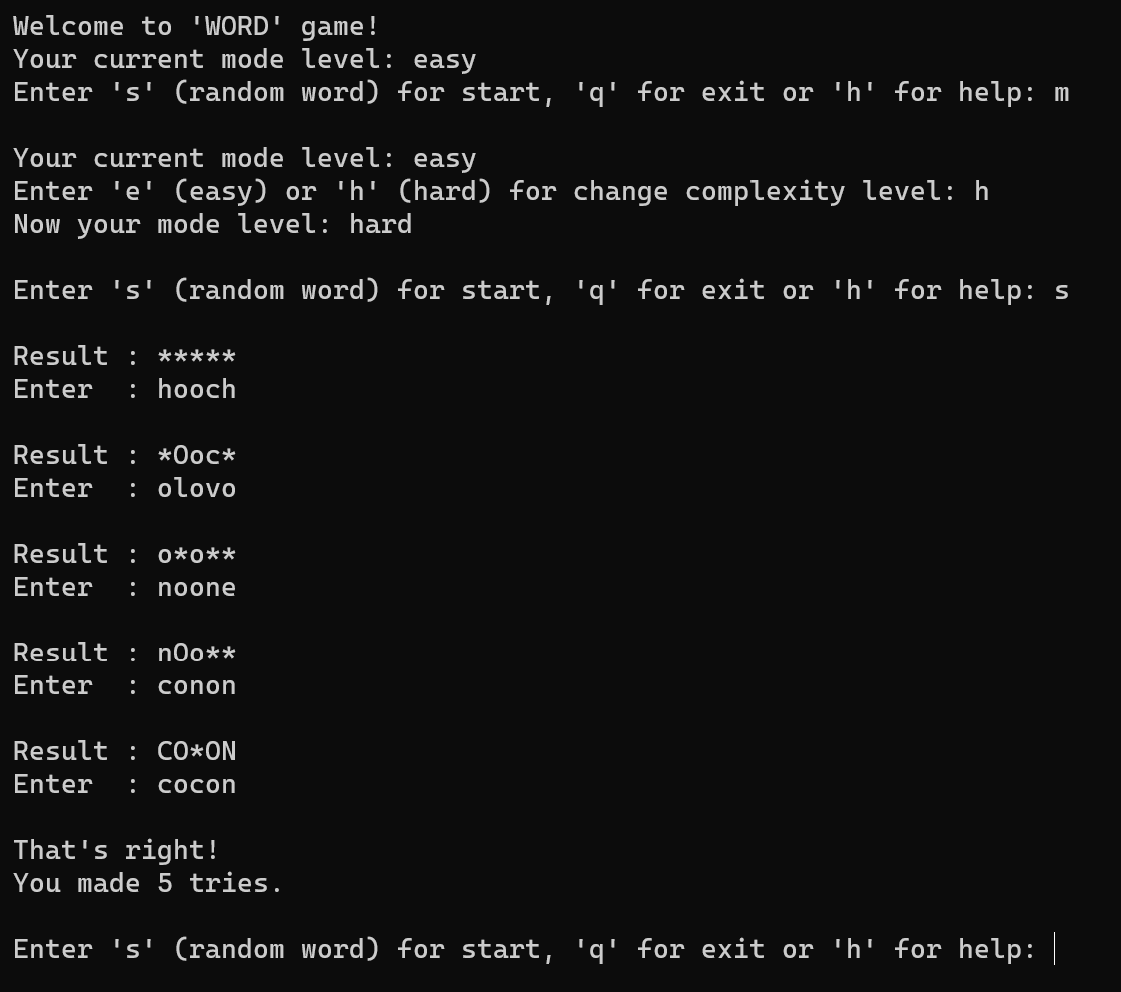 Welcome to 'WORD' game!
Your current mode level: easy
Enter 's' (random word) for start, 'q' for exit or 'h' for help: m
Your current mode level: easy
Enter 'e' (easy) or 'h' (hard) for change complexity level: h
Now your mode level: hard
Enter 's' (random word) for start, 'q' for exit or 'h' for help: s
Result : *****
Enter  : hooch
Result : *Ooc*
Enter  : olovo
Result : o*o**
Enter  : noone
Result : nOo**
Enter  : conon
Result : CO*ON
Enter  : cocon
That's right!
You made 5 tries.
Enter 's' (random word) for start, 'q' for exit or 'h' for help: